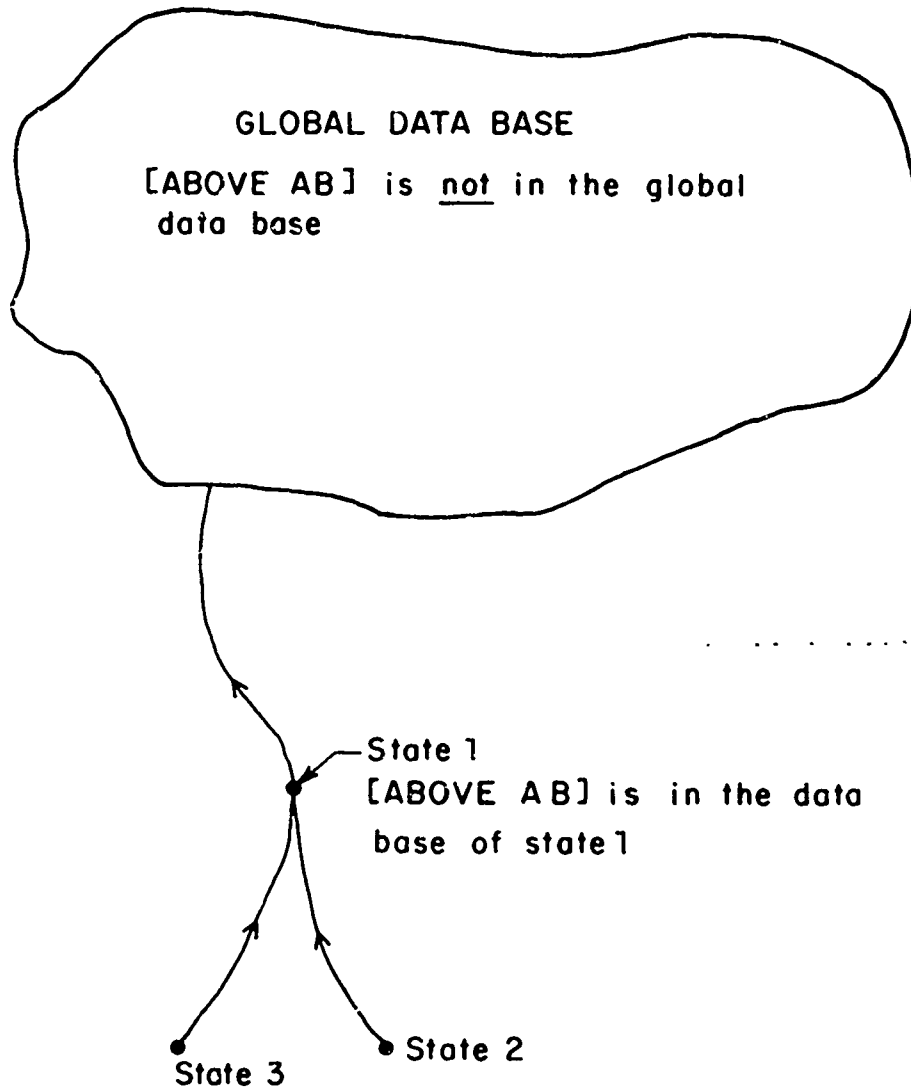 GLOBAL DATA BASE
[ABOVE AB] is not in the global
data base
State 1
[ABOVE AB] is in the data
base of state 1
State 2
State 3